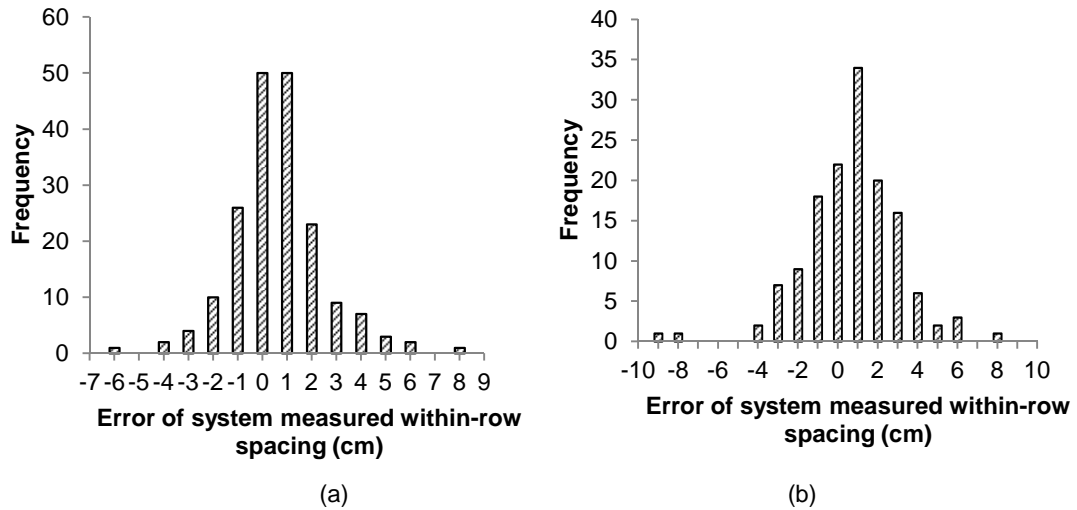 60
50
40
30
20
10
0
Frequency
-7 -6 -5 -4 -3 -2 -1 0 1 2 3 4 5 6 7 8 9
Error of system measured within-row
spacing (cm)
(a)
40
35
30
25
20
15
10
5
0
Frequency
-10 -8 -6 -4 -2 0 2 4 6 8 10
Error of system measured within-row
spacing (cm)
(b)